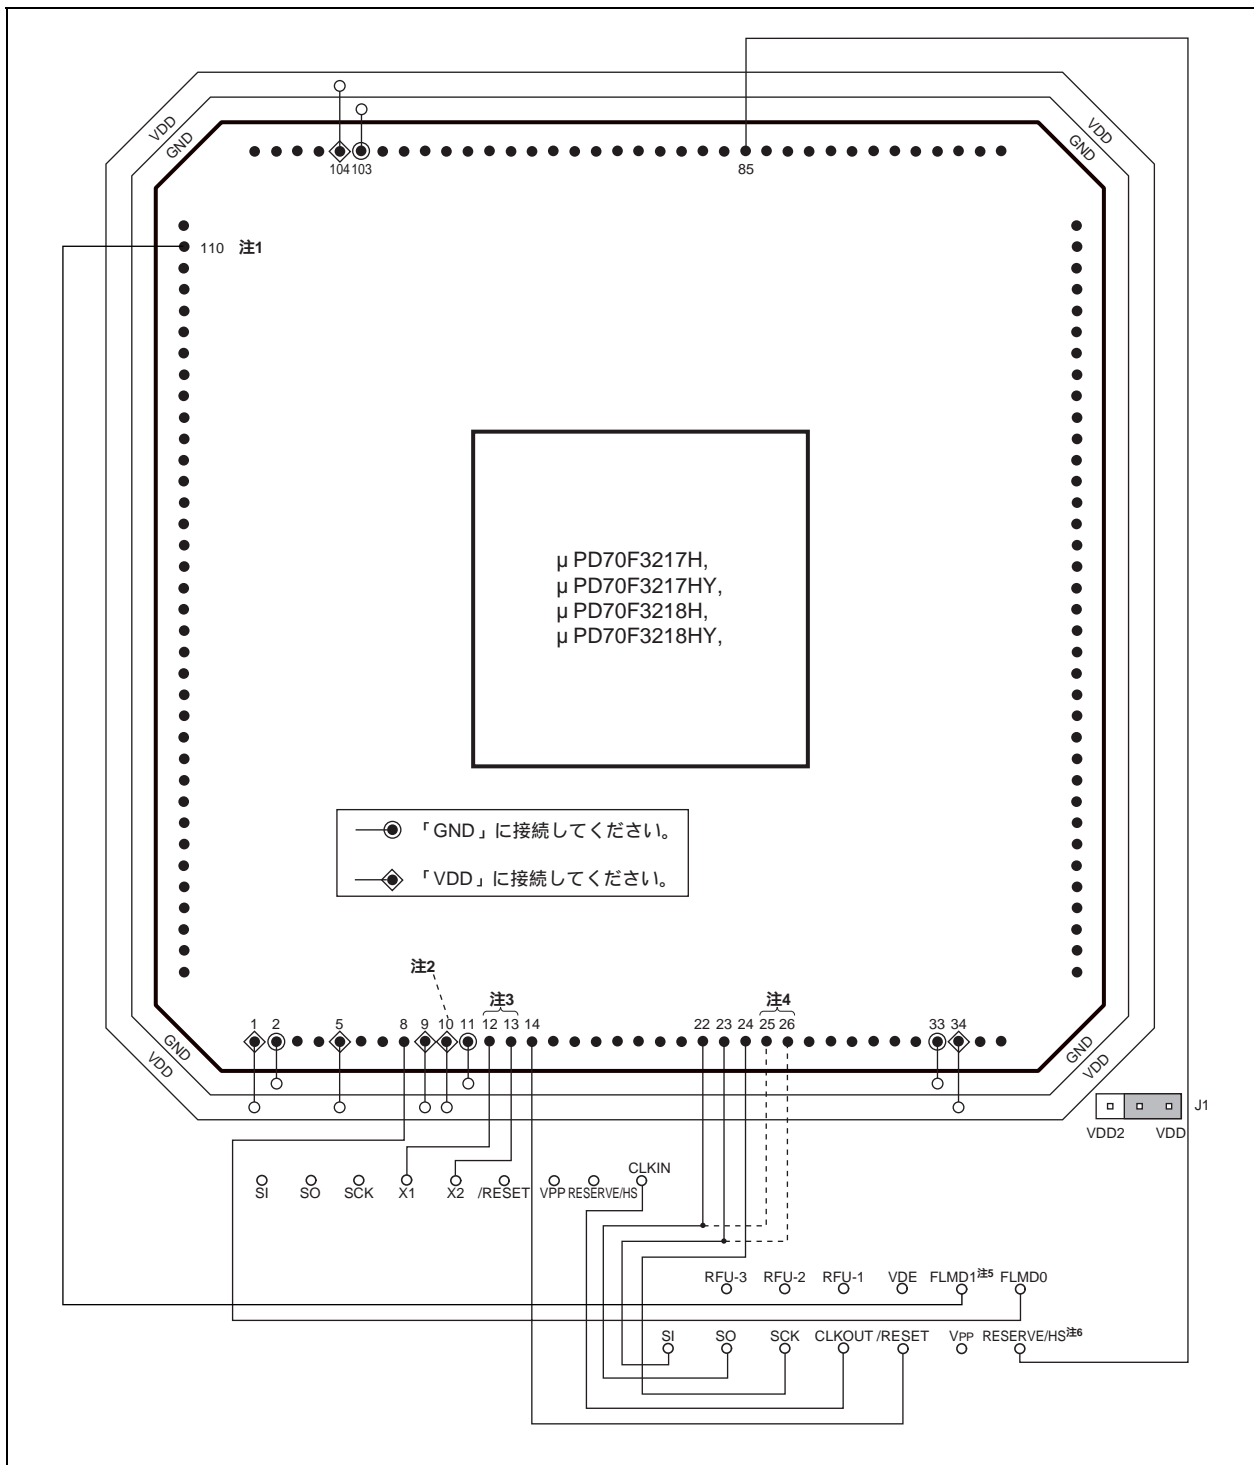 VDD
GND
VDD
GND
104 103
85
110 注1
μPD70F3217H,
μPD70F3217HY,
μPD70F3218H,
μPD70F3218HY,
「GND」に接続してください。
「VDD」に接続してください。
注2
注3
注4
1 2 5 8 9 10 11 12 13 14 22 23 24 25 26 33 34
GND
VDD
GND
VDD
J1
VDD2 VDD
CLKIN
SI SO SCK X1 X2 /RESET VPP RESERVE/HS
RFU-3 RFU-2 RFU-1 VDE FLMD1注5 FLMD0
SI SO SCK CLKOUT /RESET VPP RESERVE/HS注6